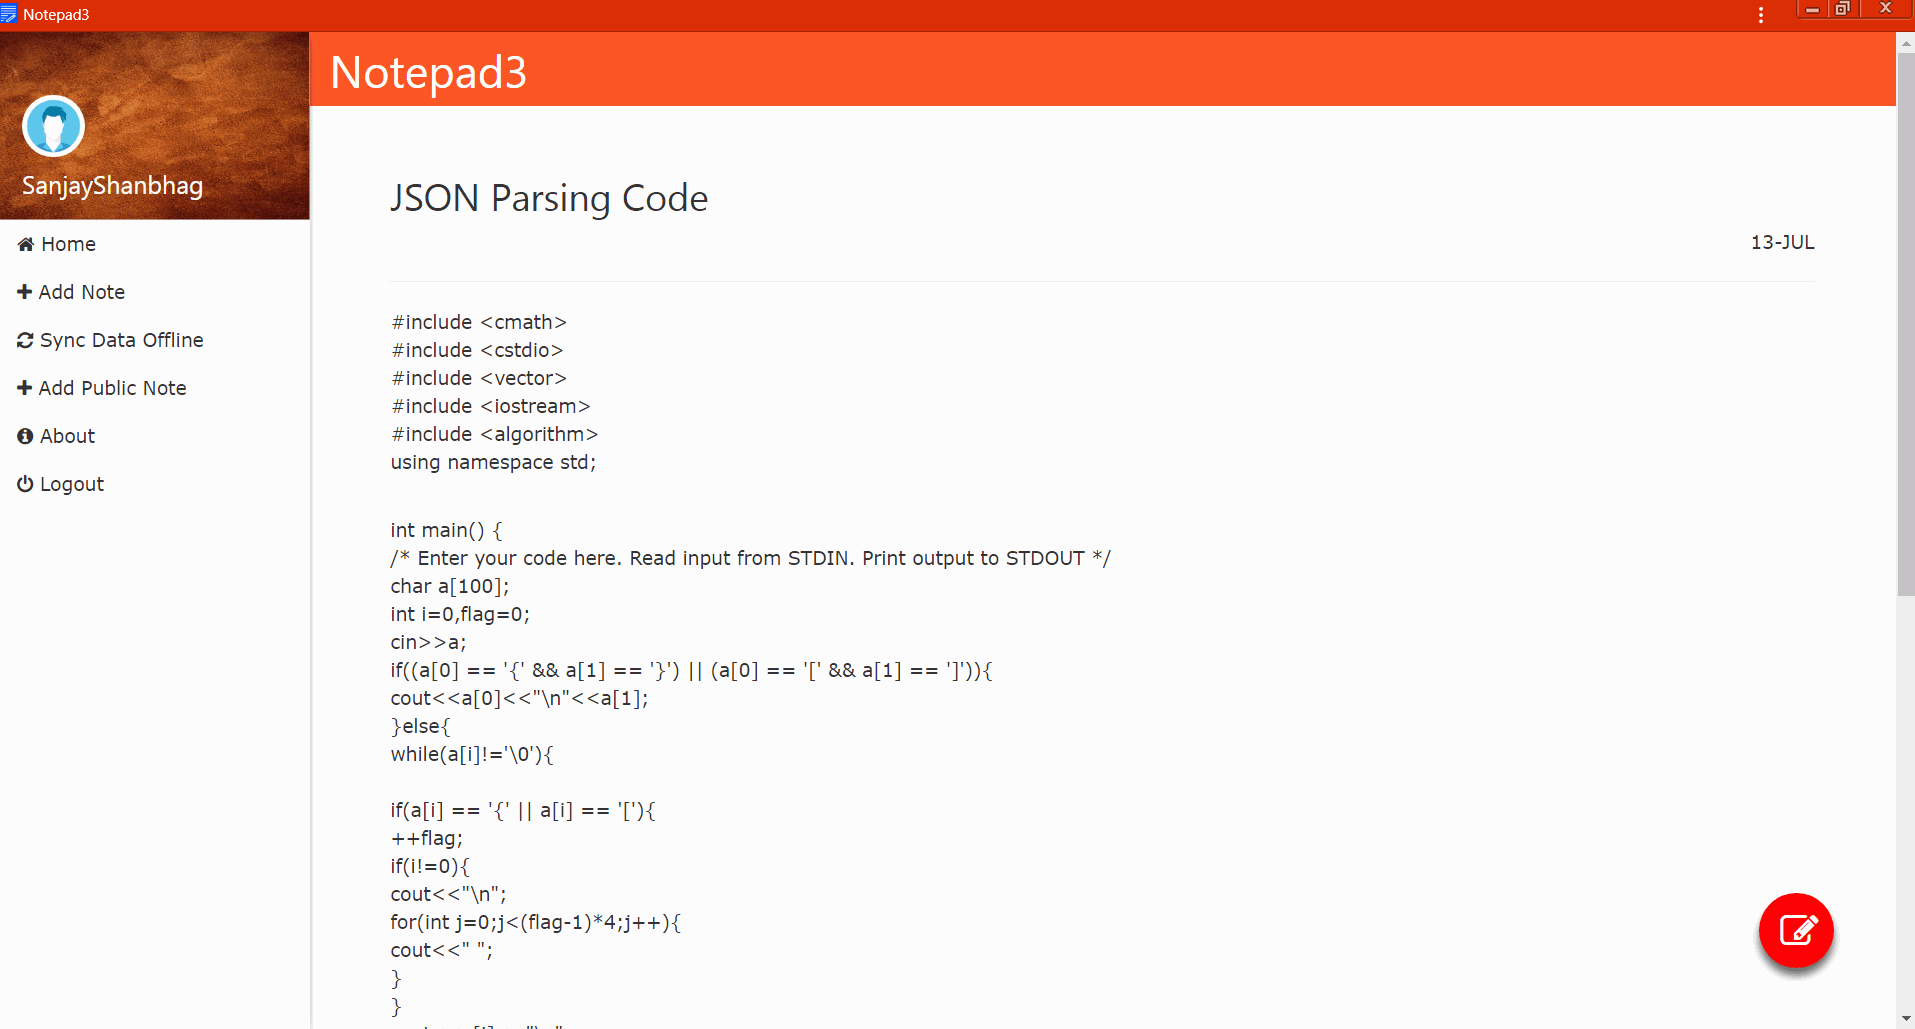 Notepad3
Notepad3
SanjayShanbhag
Home
Add Note
Sync Data Offline
Add Public Note
About
Logout
JSON Parsing Code
13-JUL
#include <cmath>
#include <cstdio>
#include <vector>
#include <iostream>
#include <algorithm>
using namespace std;
int main() {
/* Enter your code here. Read input from STDIN. Print output to STDOUT */
char a[100];
int i=0,flag=0;
cin>>a;
if((a[0] == '{' && a[1] == '}') || (a[0] == '[' && a[1] == ']')){
cout<<a[0]<<"\n"<<a[1];
}else{
while(a[i]!='\0'){
if(a[i] == '{' || a[i] == '['){
++flag;
if(i!=0){
cout<<"\n";
for(int j=0;j<(flag-1)*4;j++){
cout<<" ";
}
}